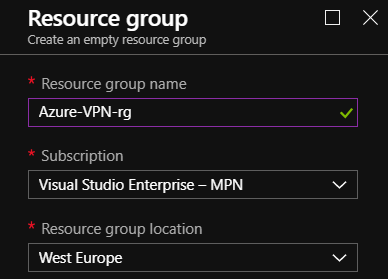 Resource group
Create an empty resource group
* Resource group name
Azure-VPN-rg
* Subscription
Visual Studio Enterprise – MPN
* Resource group location
West Europe